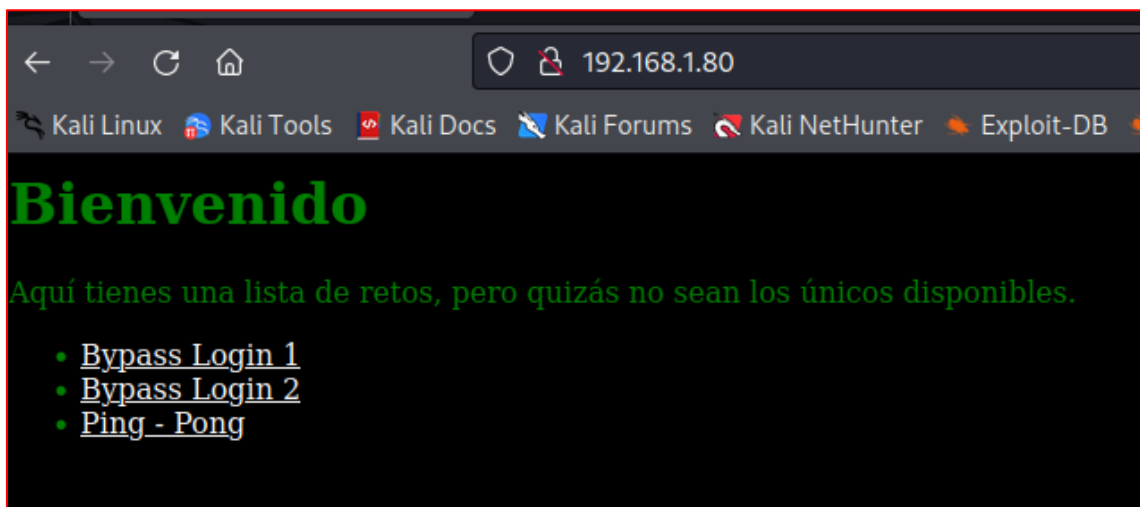 192.168.1.80
Kali Linux Kali Tools Kali Docs Kali Forums Kali NetHunter Exploit-DB
Bienvenido
Aquí tienes una lista de retos, pero quizás no sean los únicos disponibles.
Bypass Login 1
Bypass Login 2
Ping - Pong